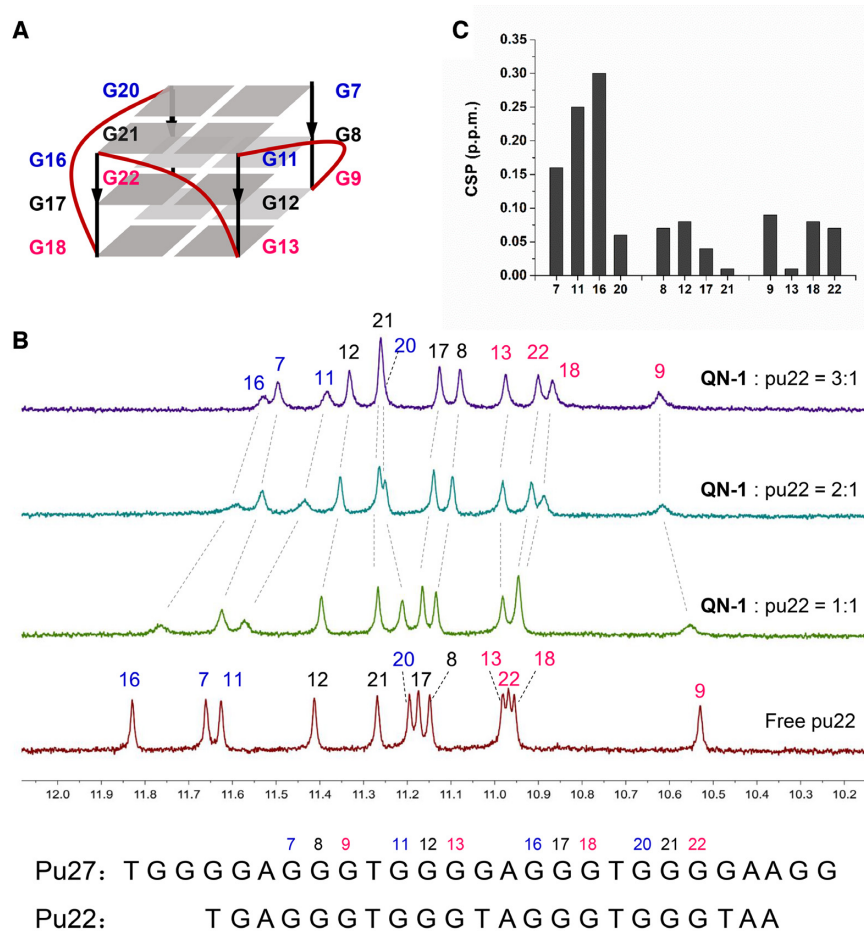 A
G20
G7
G21
G8
G16
G11
G22
G9
G17
G12
G18
G13
C
CSP (p.p.m.)
0.35
0.30
0.25
0.20
0.15
0.10
0.05
0.00
7 11 16 20 8 12 17 21 9 13 18 22
B
16 7 11 12 21 20 17 8 13 22 18 9
QN-1 : pu22 = 3:1
QN-1 : pu22 = 2:1
QN-1 : pu22 = 1:1
16 7 11 12 21 20 17 8 13 22 18 9
Free pu22
12.0 11.9 11.8 11.7 11.6 11.5 11.4 11.3 11.2 11.1 11.0 10.9 10.8 10.7 10.6 10.5 10.4 10.3 10.2
7 8 9 11 12 13 16 17 18 20 21 22
Pu27: T G G G G A G G G T G G G G A G G G T G G G G A A G G
Pu22: T G A G G G T G G G T A G G G T G G G T A A